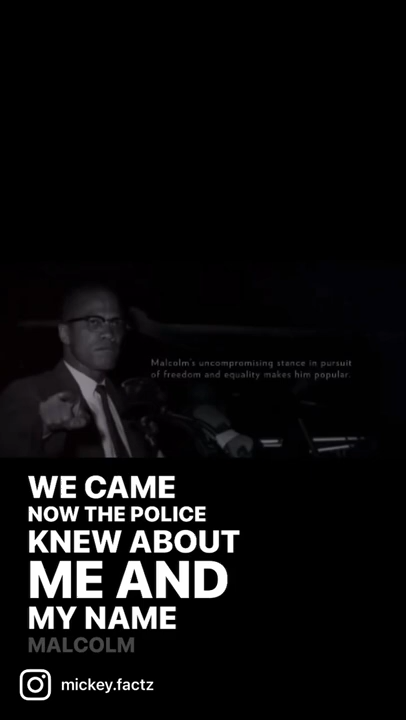 Malcolm's uncompromising stance in pursuit
of freedom and equality makes him popular.
WE CAME
NOW THE POLICE
KNEW ABOUT
ME AND
MY NAME
MALCOLM
mickey.factz